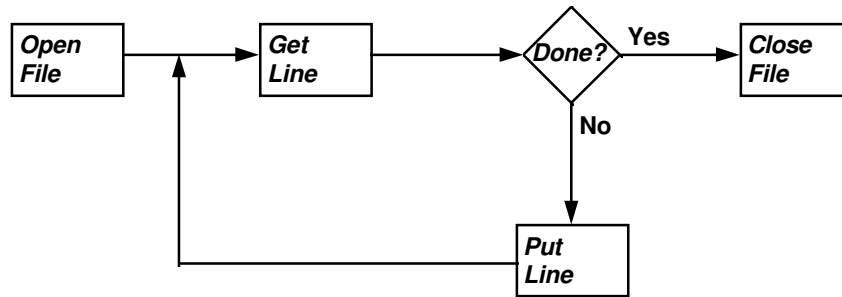 Open
File
Get
Line
Done?
Yes
Close
File
No
Put
Line